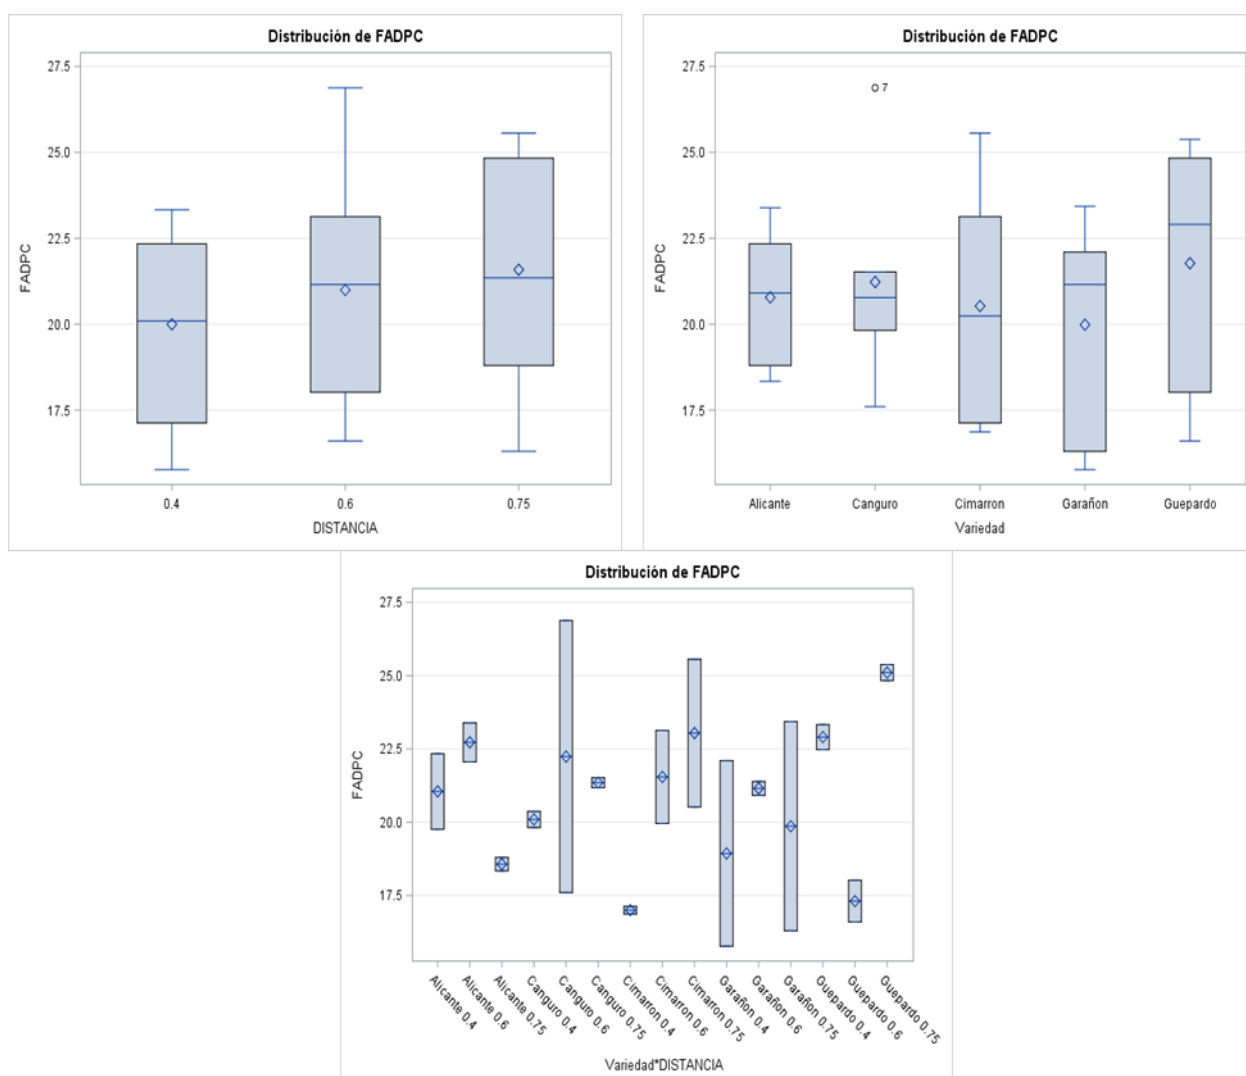 Distribución de FADPC
27.5
25.0
22.5
20.0
17.5
FADPC
0.4 0.6 0.75
DISTANCIA
Distribución de FADPC
27.5
25.0
22.5
20.0
17.5
FADPC
7
Alicante Canguro Cimarron Garañon Guepardo
Variedad
Distribución de FADPC
27.5
25.0
22.5
20.0
17.5
FADPC
Alicante 0.4
Alicante 0.6
Alicante 0.75
Canguro 0.4
Canguro 0.6
Canguro 0.75
Cimarron 0.4
Cimarron 0.6
Cimarron 0.75
Garañon 0.4
Garañon 0.6
Garañon 0.75
Guepardo 0.4
Guepardo 0.6
Guepardo 0.75
Variedad*DISTANCIA